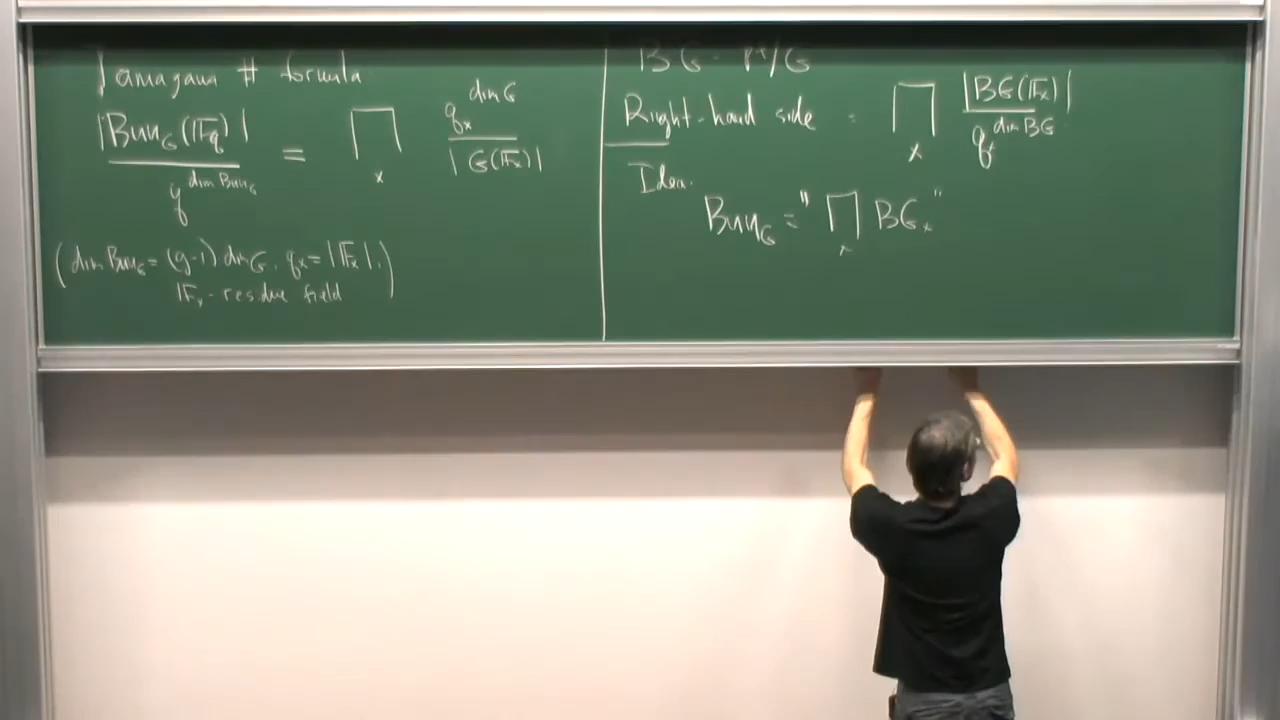 Tamagawa # formula
|Bun_G(𝔽_q)| / q^{dim Bun_G} = ∏_x q_x^{dim G} / |G(𝔽_x)|
(dim Bun_G = (g-1) dim G, q_x = |𝔽_x|,
𝔽_x - residue field)
BG = pt/G
Right-hand side = ∏_x |BG(𝔽_x)| / q_x^{dim BG}
Idea.
Bun_G = "∏_x BG_x"